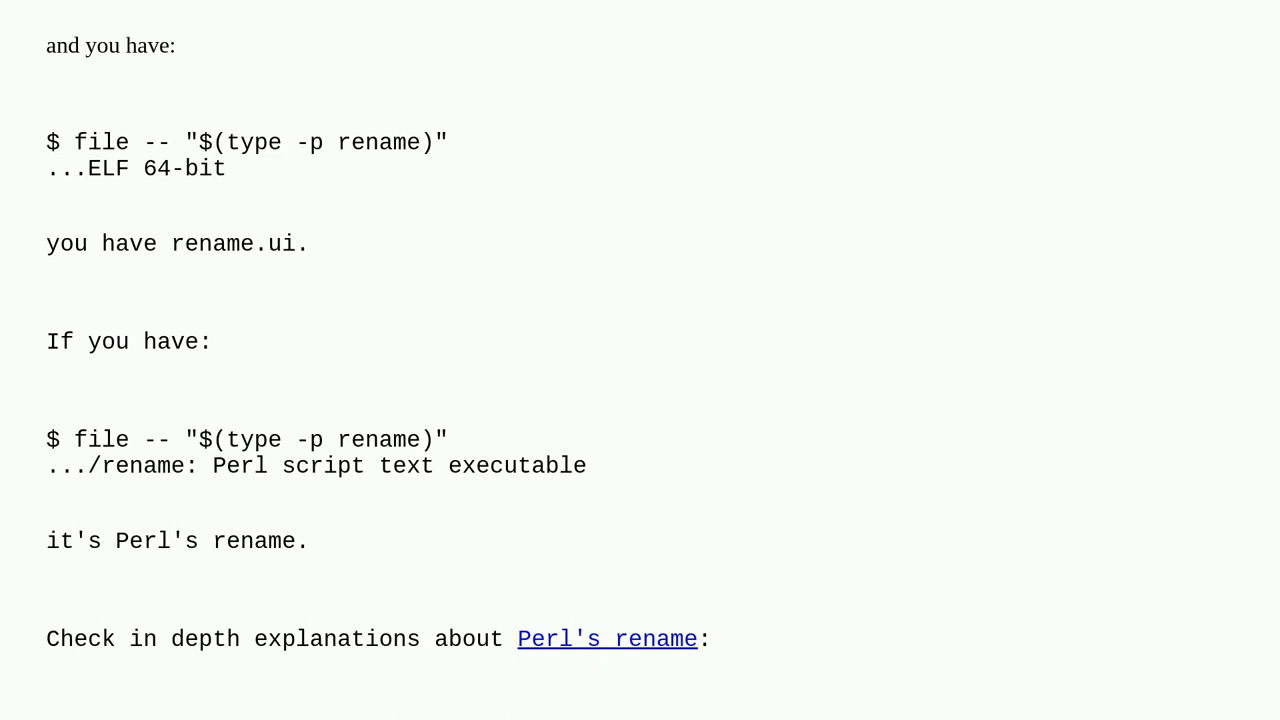 and you have:
$ file -- "$(type -p rename)"
...ELF 64-bit
you have rename.ui.
If you have:
$ file -- "$(type -p rename)"
.../rename: Perl script text executable
it's Perl's rename.
Check in depth explanations about Perl's rename: